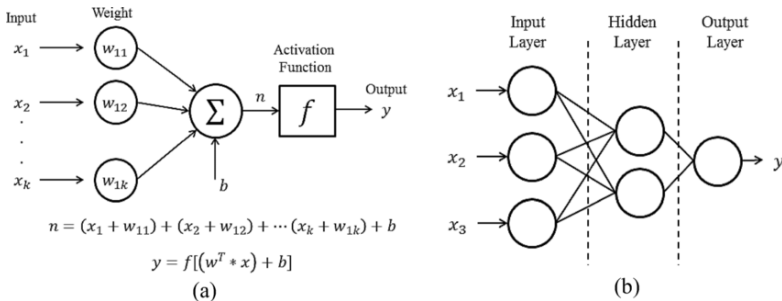 Input Weight
Activation
Function
Output
x₁ w₁₁
x₂ w₁₂
.
.
.
xₖ w₁ₖ
Σ n f y
b
n = (x₁ + w₁₁) + (x₂ + w₁₂) + ⋯ (xₖ + w₁ₖ) + b
y = f[(wᵀ * x) + b]
(a)
Input
Layer
Hidden
Layer
Output
Layer
x₁
x₂
x₃
y
(b)